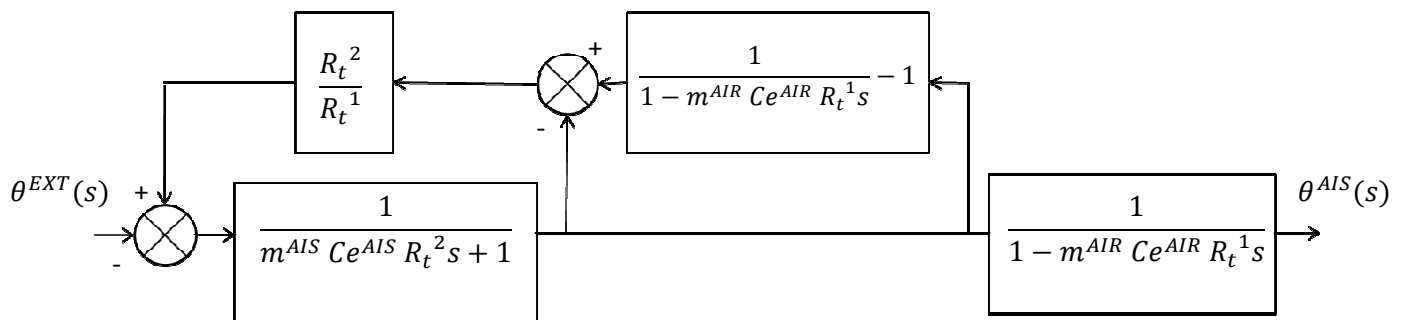 R_t^2
R_t^1
+
-
1
1 − m^{AIR} Ce^{AIR} R_t^1 s
− 1
θ^{EXT}(s)
+
-
1
m^{AIS} Ce^{AIS} R_t^2 s + 1
1
1 − m^{AIR} Ce^{AIR} R_t^1 s
θ^{AIS}(s)